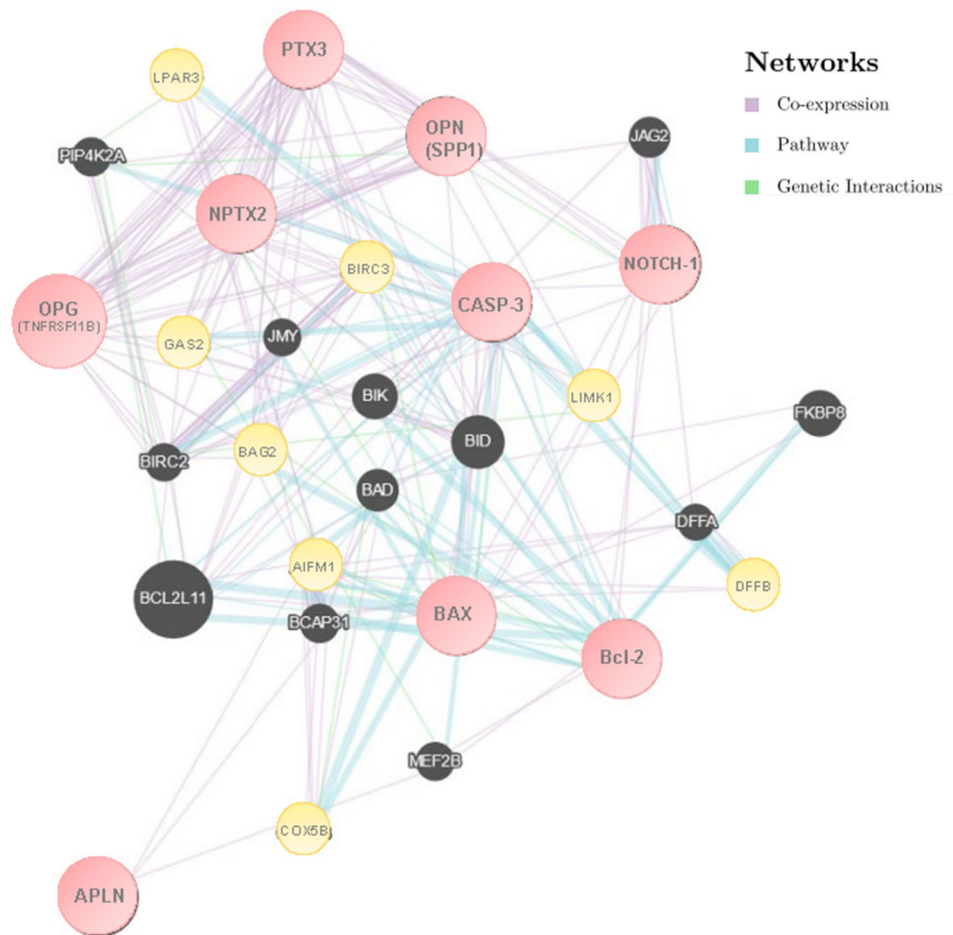 PTX3
Networks
LPAR3
Co-expression
OPN
(SPP1)
JAG2
Pathway
PIP4K2A
Genetic Interactions
NPTX2
BIRC3
NOTCH-1
CASP-3
OPG
(TNFRSF11B)
JMY
GAS2
BIK
LIMK1
FKBP8
BID
BAG2
BIRC2
BAD
DFFA
AIFM1
DFFB
BCL2L11
BAX
BCAP31
Bcl-2
MEF2B
COX5B
APLN